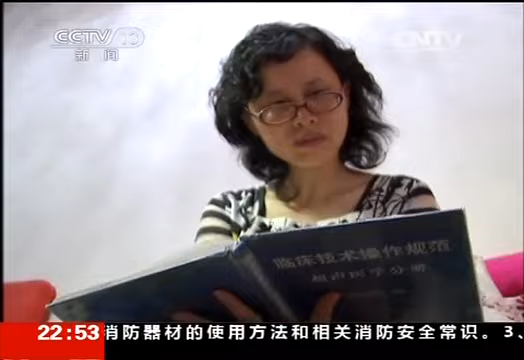 CCTV 13
新闻
CNTV
临床技术操作规范
超声医学分册
22:53
消防器材的使用方法和相关消防安全常识。3、